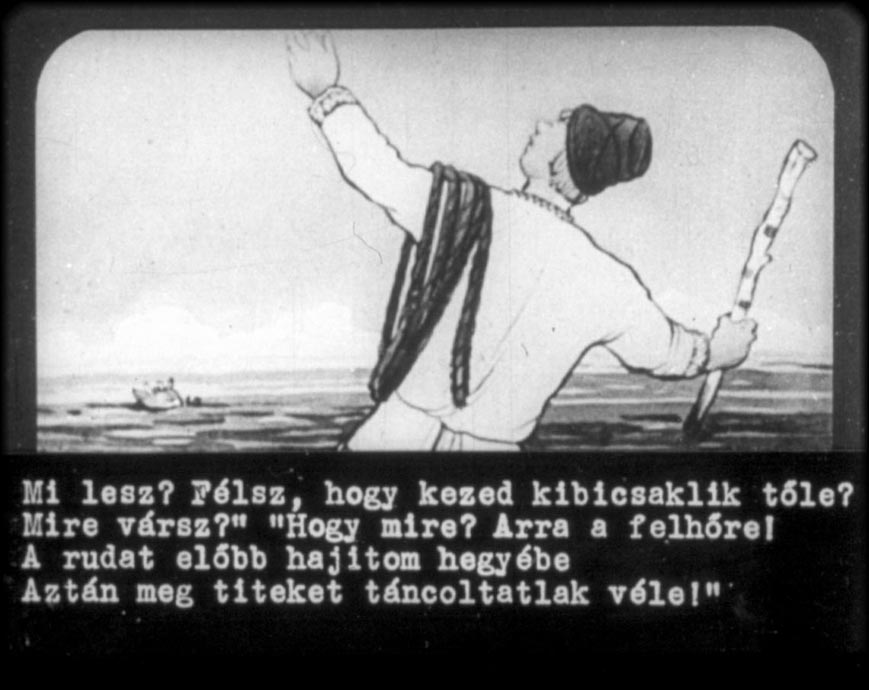 Mi lesz? Félsz, hogy kezed kibicsaklik tőle?
Mire vársz?" "Hogy mire? Arra a felhőre!
A rudat előbb hajitom hegyébe
Aztán meg titeket táncoltatlak véle!"